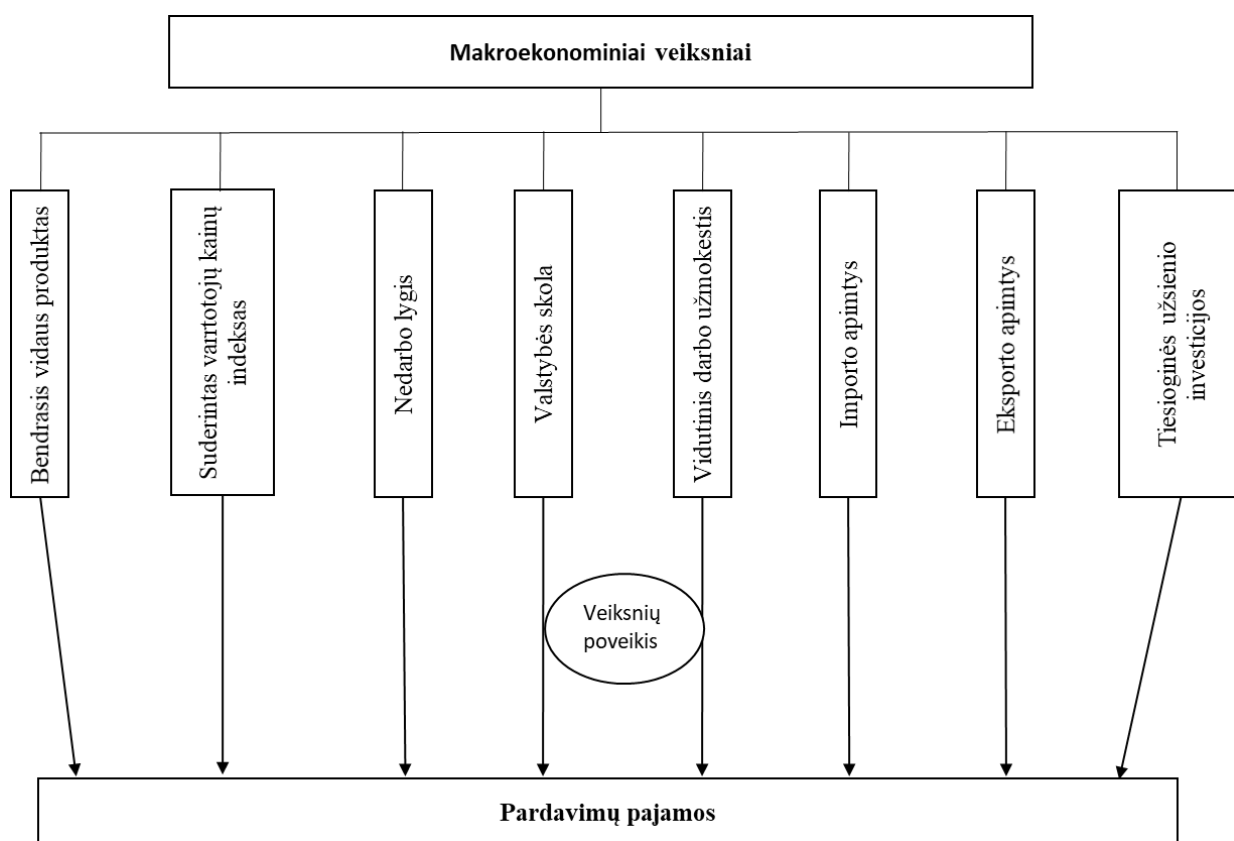 Makroekonominiai veiksniai
Bendrasis vidaus produktas
Suderintas varrtotojų kainų
indeksas
Nedarbo lygis
Valstybės skola
Vidutinis darbo užmokestis
Importo apimtys
Eksporto apimtys
Tiesioginės užsienio
investicijos
Veiksnių
poveikis
Pardavimų pajamos